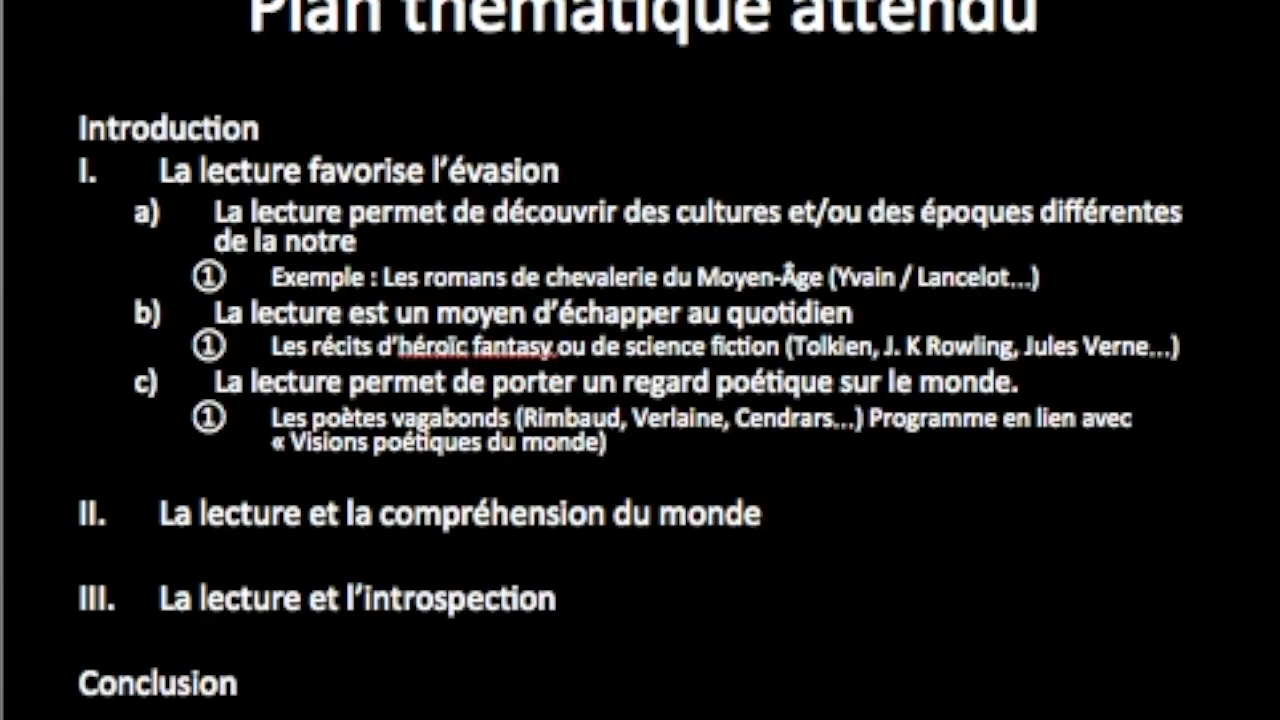 Plan thématique attendu
Introduction
I. La lecture favorise l’évasion
a) La lecture permet de découvrir des cultures et/ou des époques différentes
de la notre
① Exemple : Les romans de chevalerie du Moyen-Âge (Yvain / Lancelot...)
b) La lecture est un moyen d’échapper au quotidien
① Les récits d’héroïc fantasy ou de science fiction (Tolkien, J. K Rowling, Jules Verne...)
c) La lecture permet de porter un regard poétique sur le monde.
① Les poètes vagabonds (Rimbaud, Verlaine, Cendrars...) Programme en lien avec
« Visions poétiques du monde)
II. La lecture et la compréhension du monde
III. La lecture et l’introspection
Conclusion